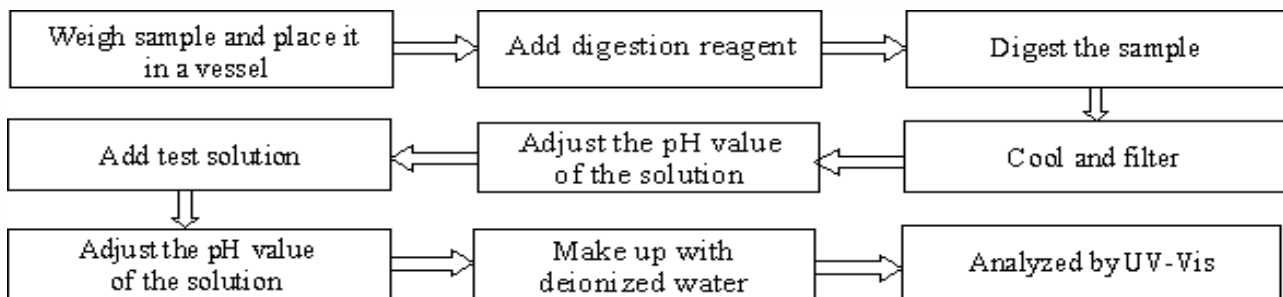 Weigh sample and place it
in a vessel
Add digestion reagent
Digest the sample
Cool and filter
Adjust the pH value
of the solution
Add test solution
Adjust the pH value
of the solution
Make up with
deionized water
Analyzed by UV-Vis